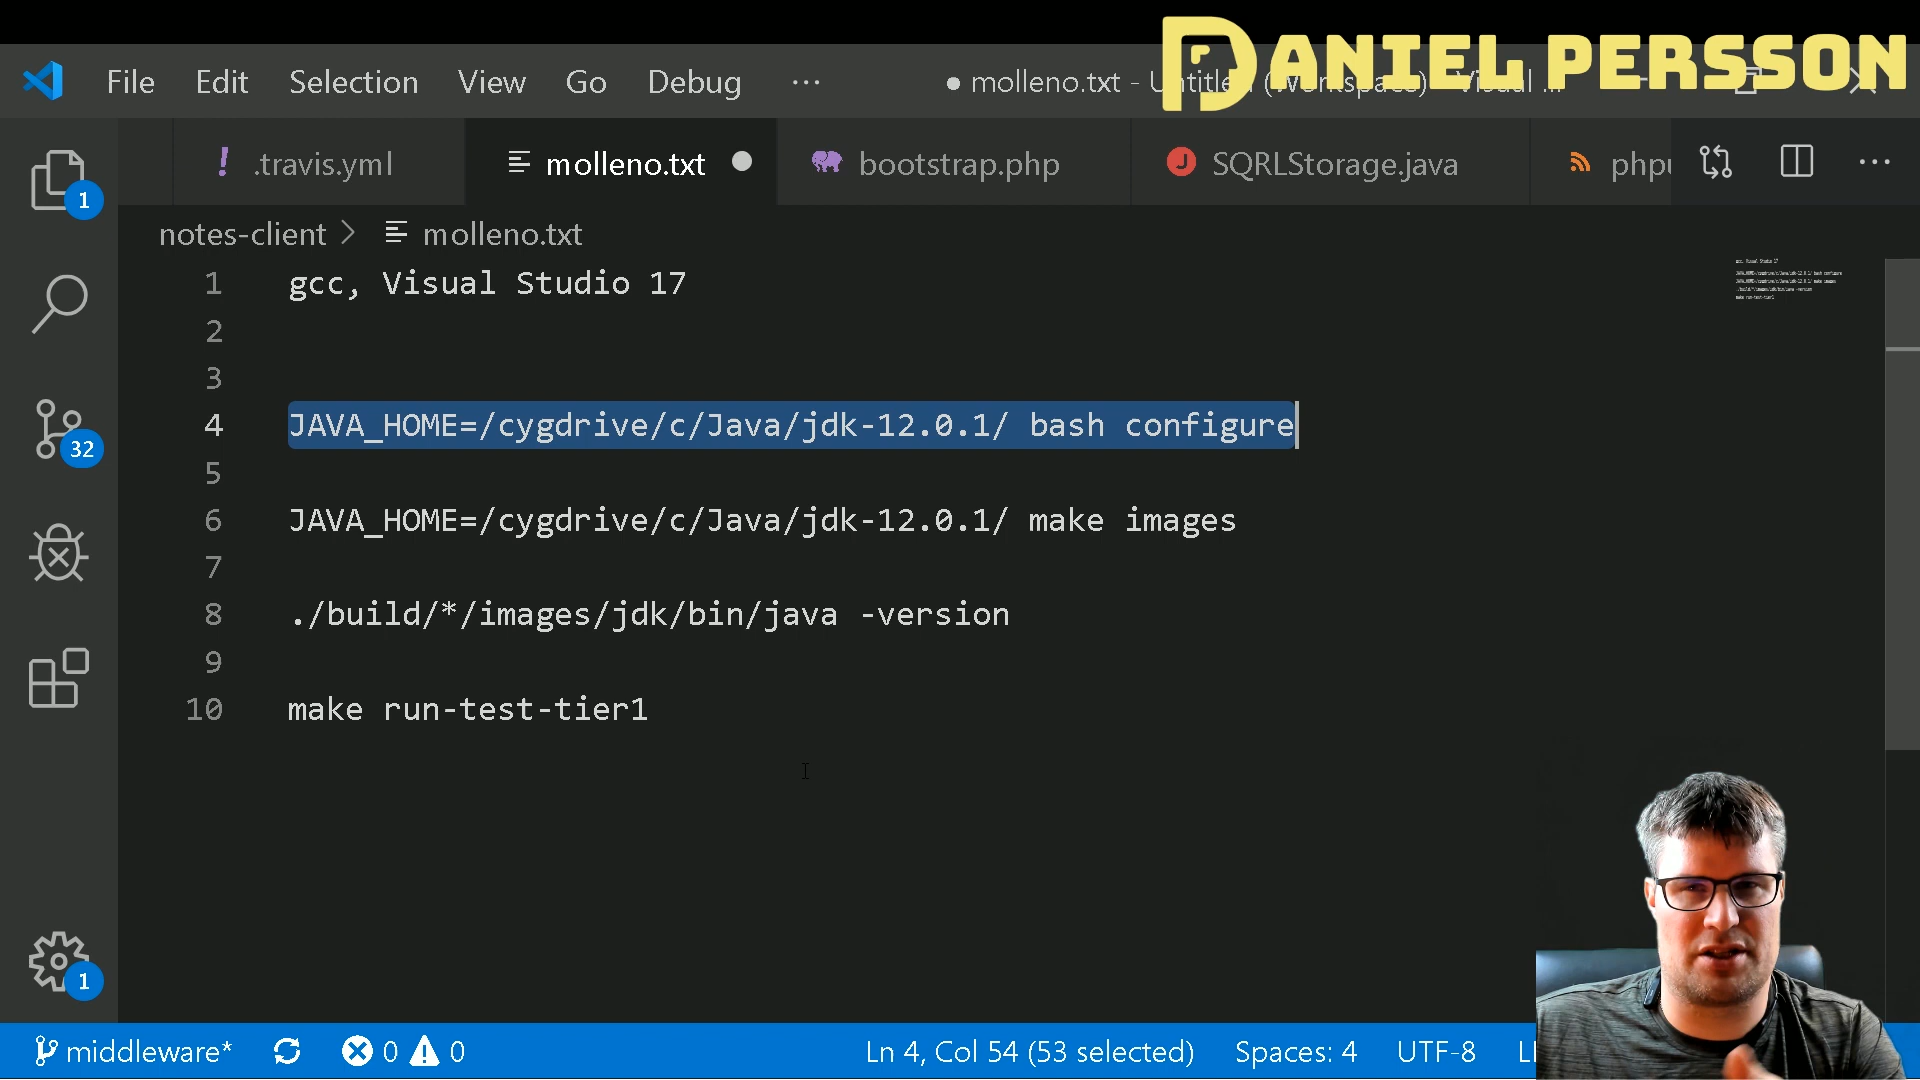 DANIEL PERSSON
File Edit Selection View Go Debug ···
● molleno.txt - Untitled (Workspace) - Visual ...
! .travis.yml
molleno.txt
bootstrap.php
J SQRLStorage.java
phpu
···
1
notes-client > molleno.txt
1 gcc, Visual Studio 17
2
3
4 JAVA_HOME=/cygdrive/c/Java/jdk-12.0.1/ bash configure
5
6 JAVA_HOME=/cygdrive/c/Java/jdk-12.0.1/ make images
7
8 ./build/*/images/jdk/bin/java -version
9
10 make run-test-tier1
32
1
middleware* 0 0 Ln 4, Col 54 (53 selected) Spaces: 4 UTF-8